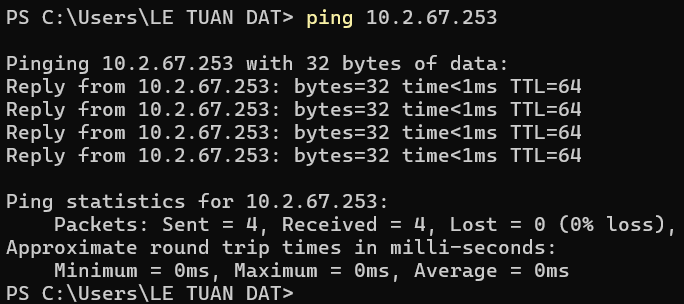 PS C:\Users\LE TUAN DAT> ping 10.2.67.253
Pinging 10.2.67.253 with 32 bytes of data:
Reply from 10.2.67.253: bytes=32 time<1ms TTL=64
Reply from 10.2.67.253: bytes=32 time<1ms TTL=64
Reply from 10.2.67.253: bytes=32 time<1ms TTL=64
Reply from 10.2.67.253: bytes=32 time<1ms TTL=64
Ping statistics for 10.2.67.253:
    Packets: Sent = 4, Received = 4, Lost = 0 (0% loss),
Approximate round trip times in milli-seconds:
    Minimum = 0ms, Maximum = 0ms, Average = 0ms
PS C:\Users\LE TUAN DAT>